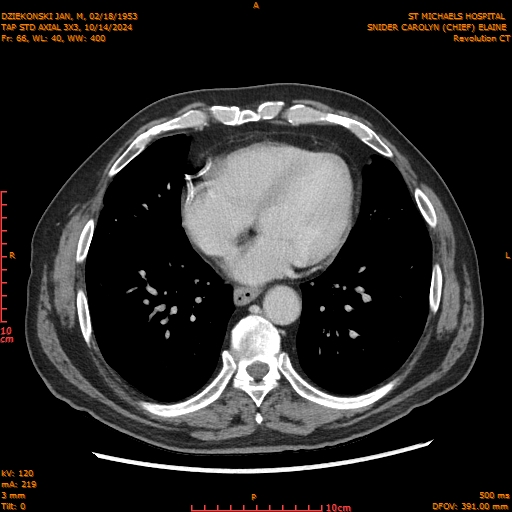 A
DZIEKONSKI JAN, M, 02/18/1953
TAP STD AXIAL 3X3, 10/14/2024
Fr: 66, WL: 40, WW: 400
ST MICHAELS HOSPITAL
SNIDER CAROLYN (CHIEF) ELAINE
Revolution CT
R
L
10
cm
kV: 120
mA: 219
3 mm
Tilt: 0
P
10cm
500 ms
DFOV: 391.00 mm